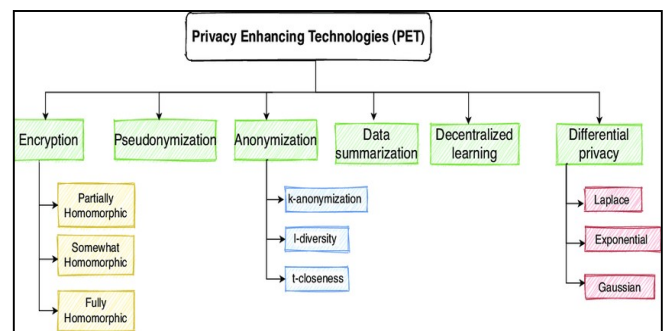 Privacy Enhancing Technologies (PET)
Encryption
Pseudonymization
Anonymization
Data
summarization
Decentralized
learning
Differential
privacy
Partially
Homomorphic
Somewhat
Homomorphic
Fully
Homomorphic
k-anonymization
l-diversity
t-closeness
Laplace
Exponential
Gaussian